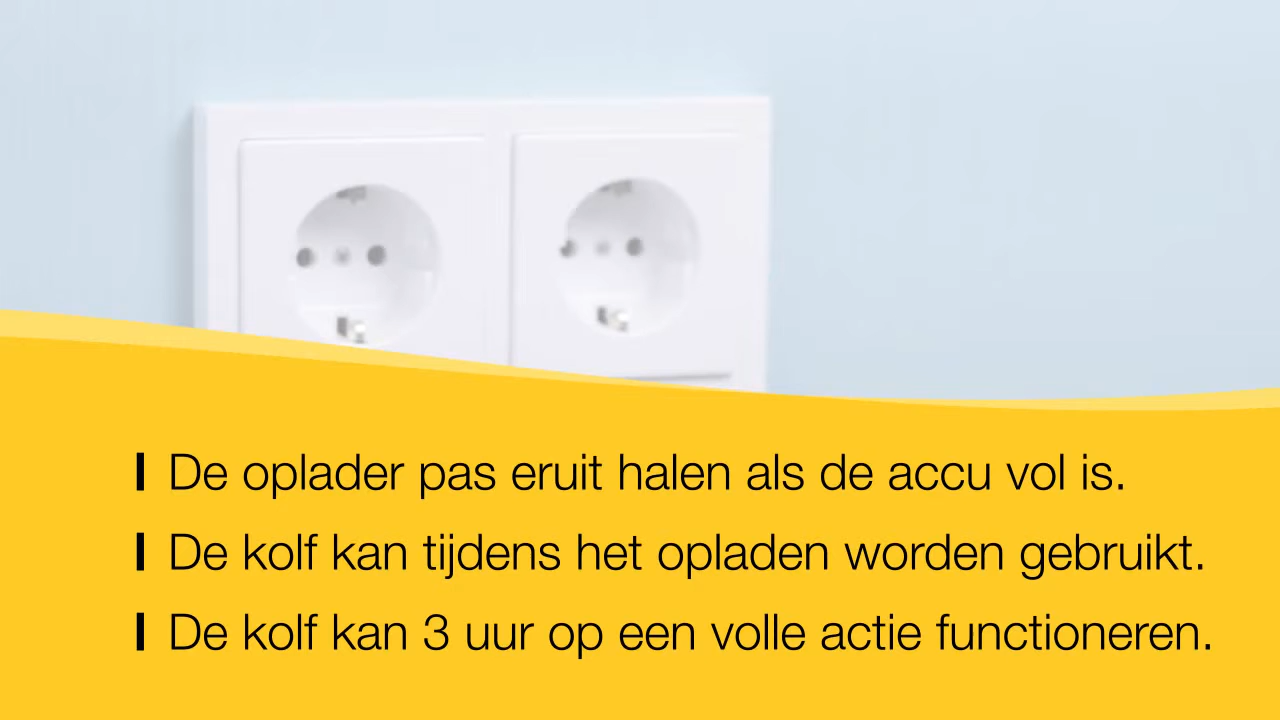 De oplader pas eruit halen als de accu vol is.
De kolf kan tijdens het opladen worden gebruikt.
De kolf kan 3 uur op een volle actie functioneren.